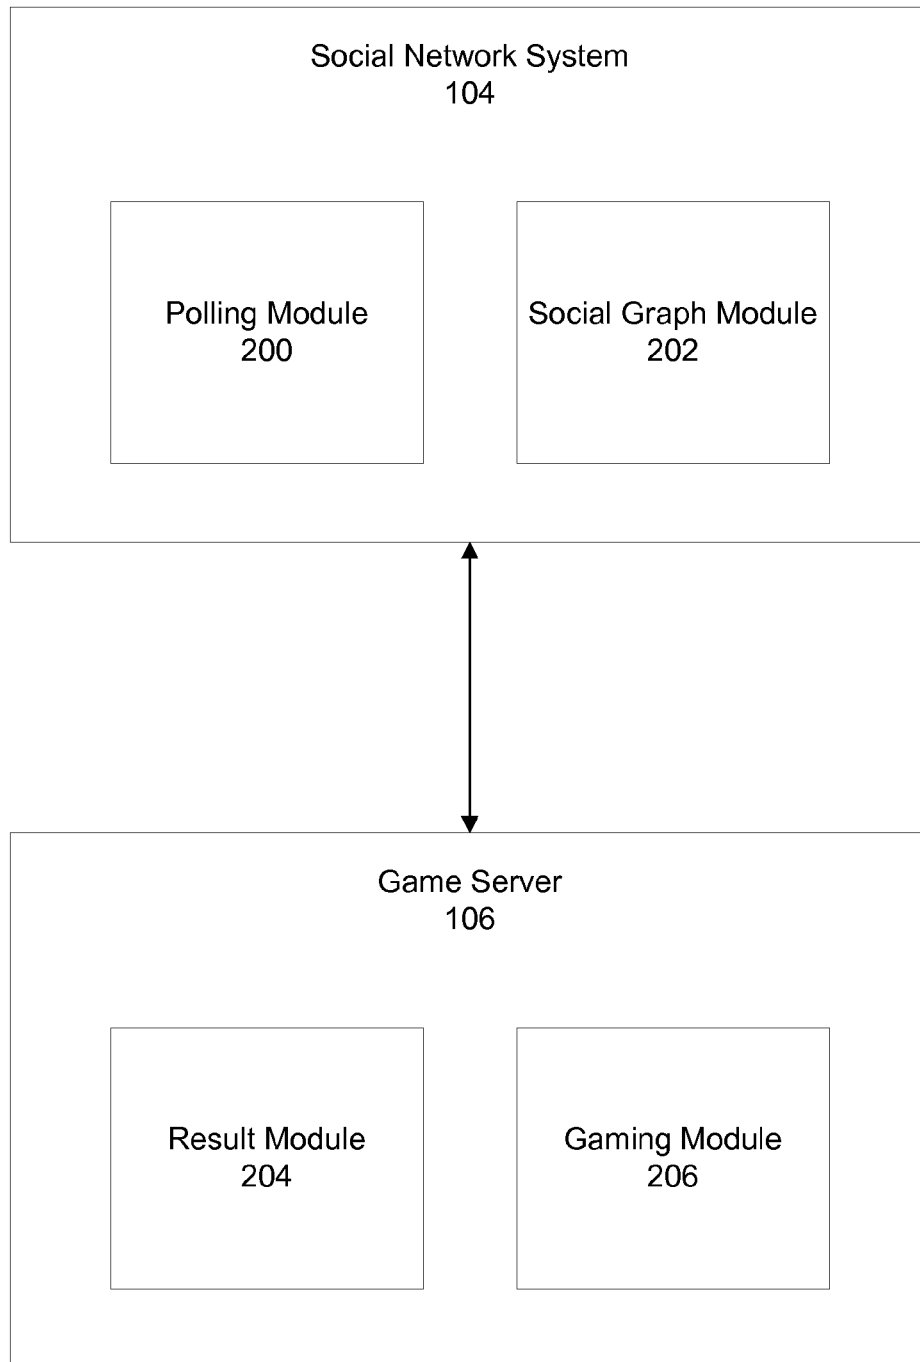 Social Network System
104
Polling Module
200
Social Graph Module
202
Game Server
106
Result Module
204
Gaming Module
206